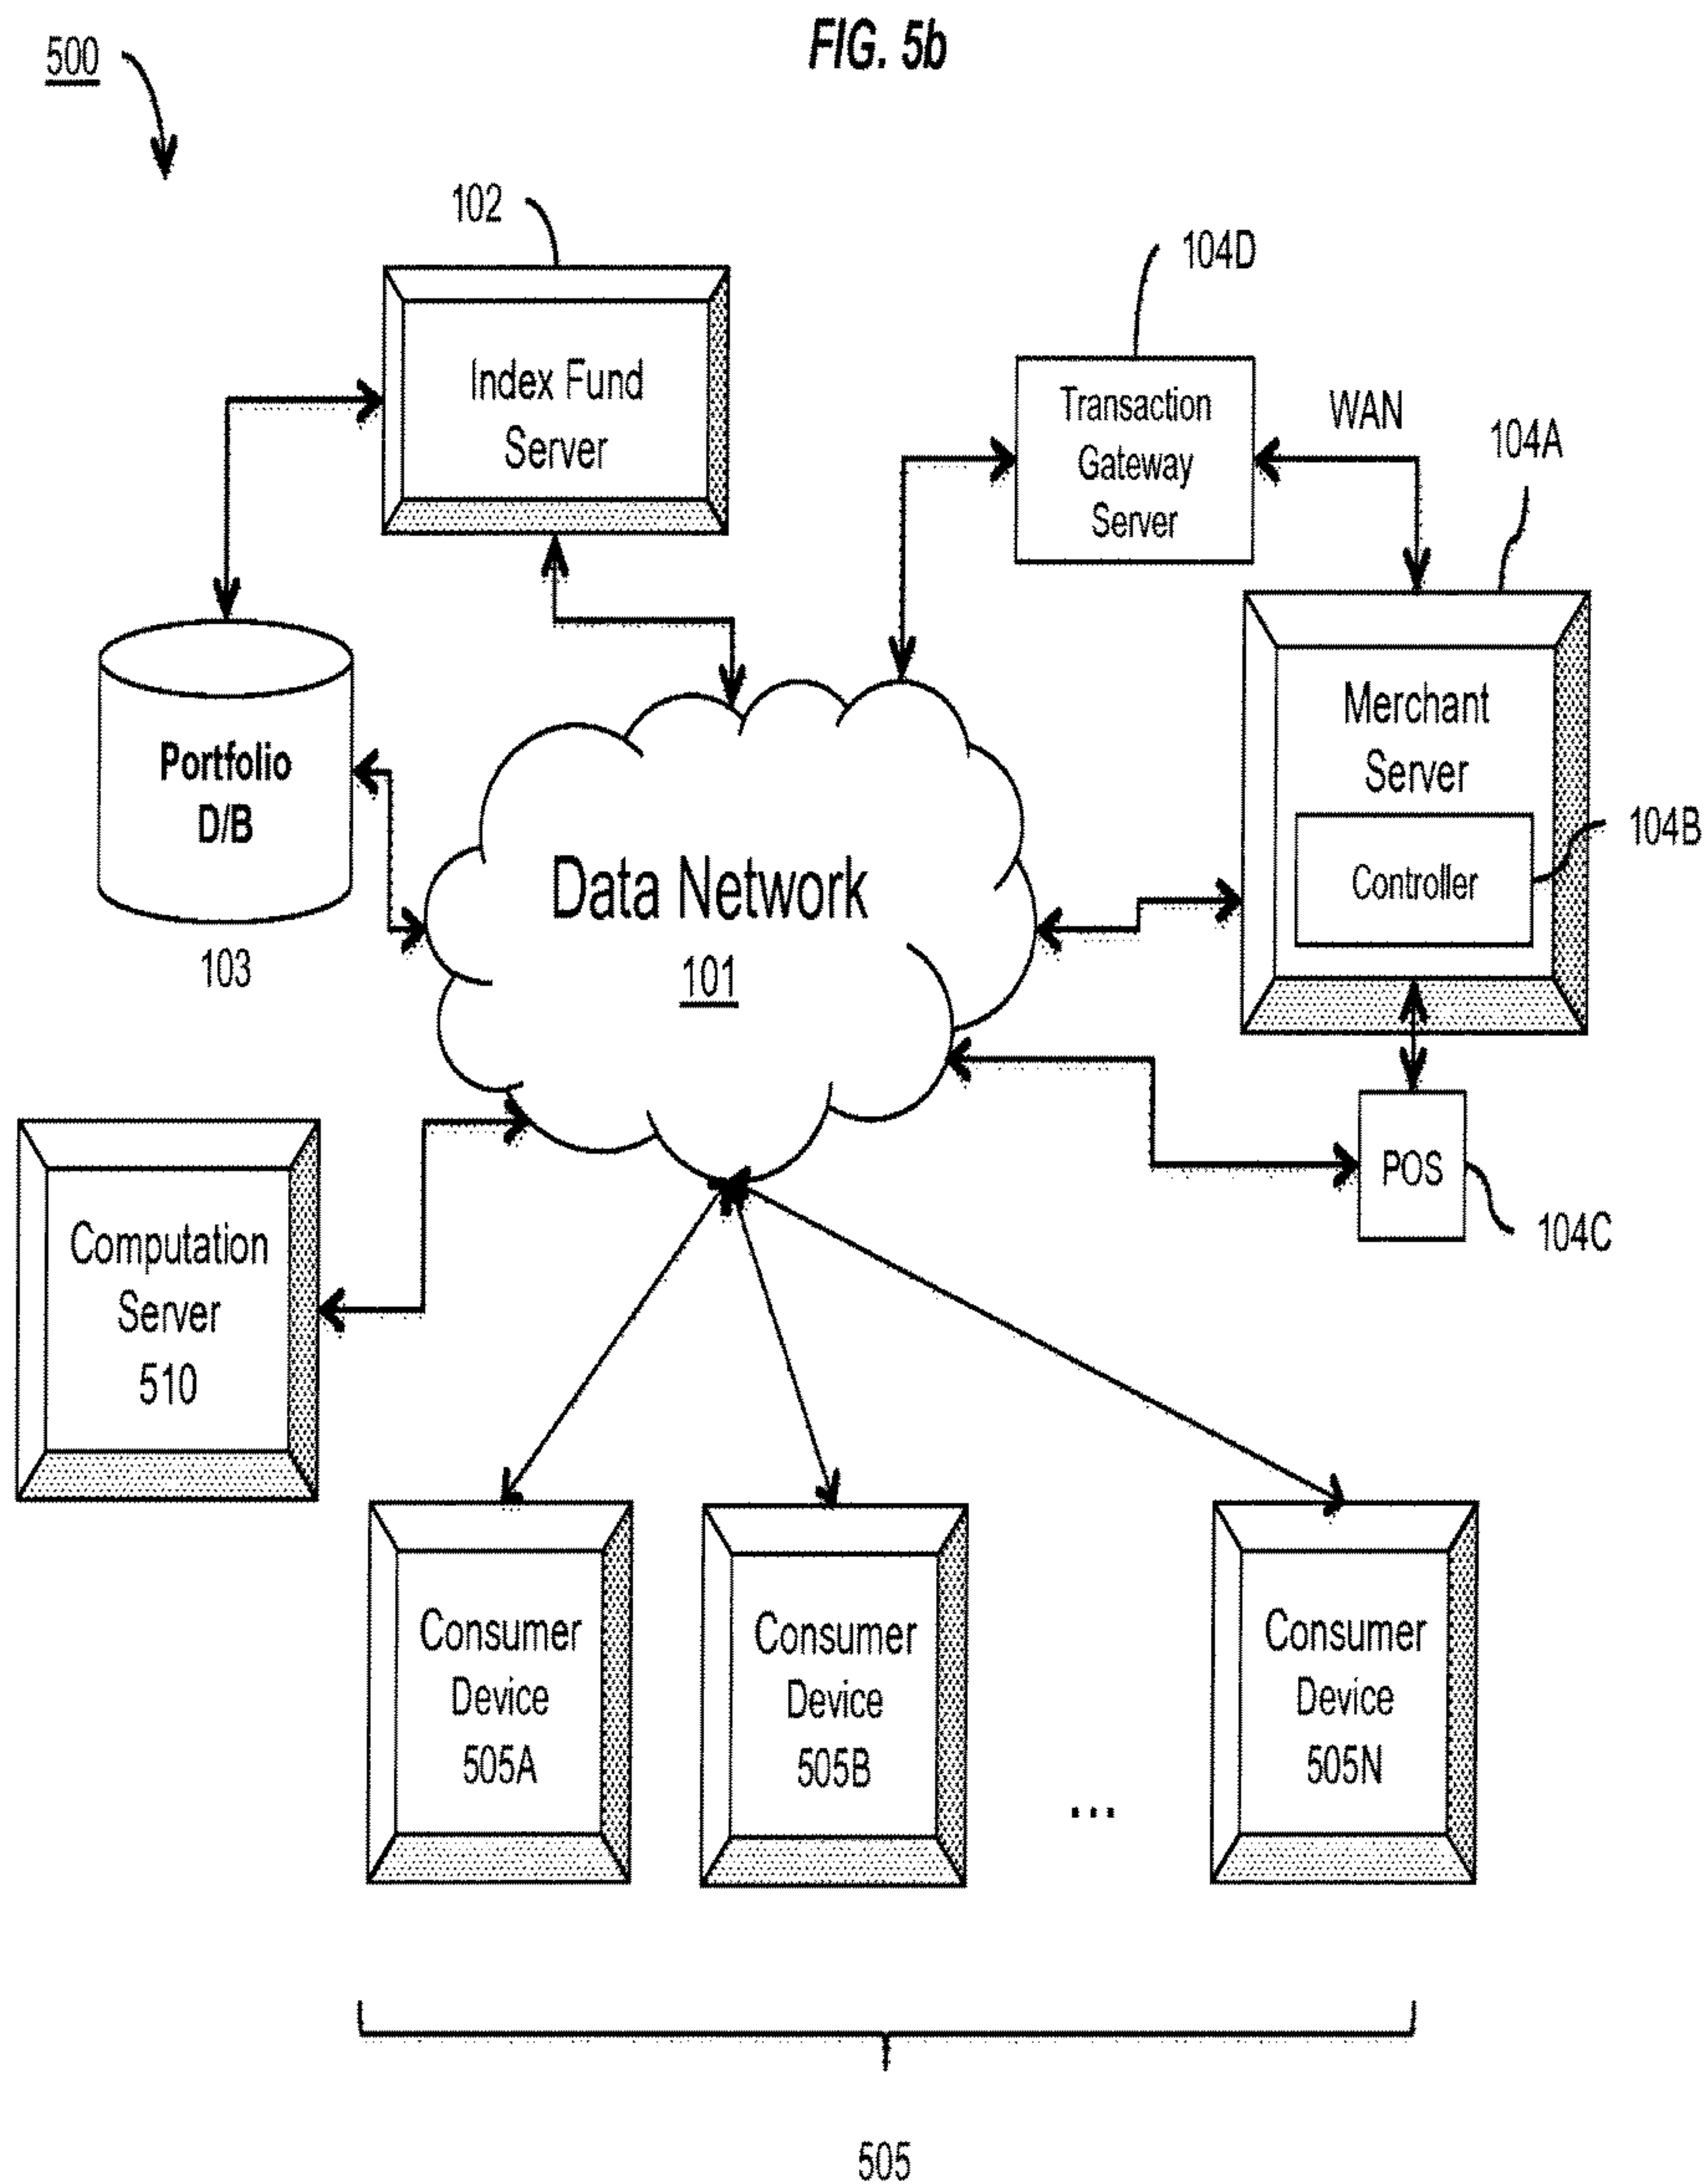 FIG. 5b
500
102
104D
Index Fund
Server
Transaction
Gateway
Server
WAN
104A
Portfolio
D/B
103
Merchant
Server
Controller
104B
Data Network
101
POS
104C
Computation
Server
510
Consumer
Device
505A
Consumer
Device
505B
...
Consumer
Device
505N
505